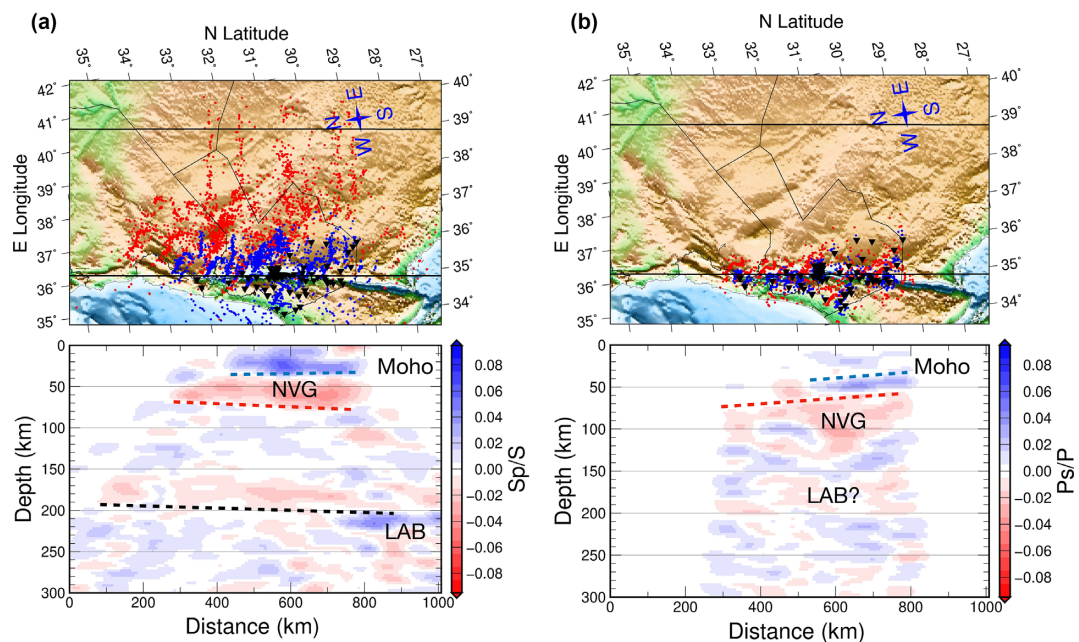 (a)
N Latitude
35° 34° 33° 32° 31° 30° 29° 28° 27°
42° 41° 40° 39° 38° 37° 36° 35°
E Longitude
40° 39° 38° 37° 36° 35° 34°
N E S W
0 50 100 150 200 250 300
Depth (km)
Moho
NVG
LAB
0 200 400 600 800 1000
Distance (km)
0.08 0.06 0.04 0.02 0.00 −0.02 −0.04 −0.06 −0.08
Sp/S
(b)
N Latitude
35° 34° 33° 32° 31° 30° 29° 28° 27°
42° 41° 40° 39° 38° 37° 36° 35°
E Longitude
40° 39° 38° 37° 36° 35° 34°
N E S W
0 50 100 150 200 250 300
Depth (km)
Moho
NVG
LAB?
0 200 400 600 800 1000
Distance (km)
0.08 0.06 0.04 0.02 0.00 −0.02 −0.04 −0.06 −0.08
Ps/P